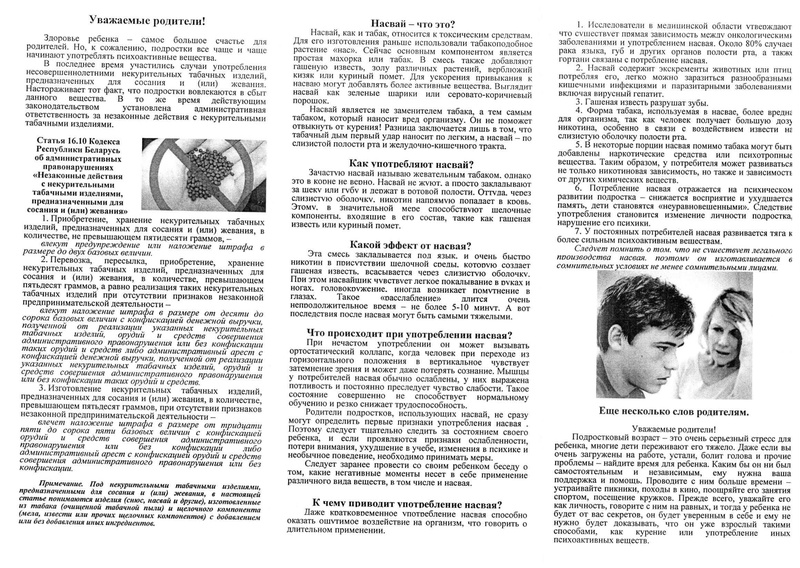 Уважаемые родители!
Здоровье ребенка – самое большое счастье для
родителей. Но, к сожалению, подростки все чаще и чаще
начинают употреблять психоактивные вещества.
В последнее время участились случаи употребления
несовершеннолетними некурительных табачных изделий,
предназначенных для сосания и (или) жевания.
Настораживает тот факт, что подростки вовлекаются в сбыт
данного вещества. В то же время действующим
законодательством установлена административная
ответственность за незаконные действия с некурительными
табачными изделиями.
Статья 16.10 Кодекса
Республики Беларусь
об административных
правонарушениях
«Незаконные действия
с некурительными
табачными изделиями,
предназначенными для
сосания и (или) жевания»
1. Приобретение, хранение некурительных табачных
изделий, предназначенных для сосания и (или) жевания, в
количестве, не превышающем пятидесяти граммов, –
влекут предупреждение или наложение штрафа в
размере до двух базовых величин.
2. Перевозка, пересылка, приобретение, хранение
некурительных табачных изделий, предназначенных для
сосания и (или) жевания, в количестве, превышающем
пятьдесят граммов, а равно реализация таких некурительных
табачных изделий при отсутствии признаков незаконной
предпринимательской деятельности –
влекут наложение штрафа в размере от десяти до
сорока базовых величин с конфискацией денежной выручки,
полученной от реализации указанных некурительных
табачных изделий, орудий и средств совершения
административного правонарушения или без конфискации
таких орудий и средств или административный арест с
конфискацией денежной выручки, полученной от реализации
указанных некурительных табачных изделий, орудий и
средств совершения административного правонарушения
или без конфискации таких орудий и средств.
3. Изготовление некурительных табачных изделий,
предназначенных для сосания и (или) жевания, в количестве,
превышающем пятьдесят граммов, при отсутствии признаков
незаконной предпринимательской деятельности –
влечет наложение штрафа в размере от тридцати
пяти до сорока пяти базовых величин с конфискацией
орудий и средств совершения административного
правонарушения или без конфискации либо
административный арест с конфискацией орудий и средств
совершения административного правонарушения или без
конфискации.
Примечание. Под некурительными табачными изделиями,
предназначенными для сосания и (или) жевания, в настоящей
статье понимаются изделия (снюс, насвай и другие), изготовленные
из табака (очищенной табачной пыли) и щелочного компонента
(мела, извести или прочих щелочных компонентов) с добавлением
или без добавления иных ингредиентов.
Насвай – что это?
Насвай, как и табак, относится к токсическим средствам.
Для его изготовления раньше использовали табакоподобное
растение «нас». Сейчас основным компонентом является
простая махорка или табак. В смесь также добавляют
гашеную известь, золу различных растений, верблюжий
кизяк или куриный помет. Для ускорения привыкания к
насваю могут добавлять более активные вещества. Выглядит
насвай как зеленые шарики или серовато-коричневый
порошок.
Насвай является не заменителем табака, а тем самым
табаком, который наносит вред организму. Он не поможет
отвыкнуть от курения! Разница заключается лишь в том, что
табачный дым первый удар наносит по легким, а насвай – по
слизистой полости рта и желудочно-кишечного тракта.
Как употребляют насвай?
Зачастую насвай называю жевательным табаком, однако
это в корне не верно. Насвай не жуют, а просто закладывают
за щеку или губу и держат в ротовой полости. Оттуда, через
слизистую оболочку, никотин напрямую попадает в кровь.
Этому, в значительной мере способствуют щелочные
компоненты, входящие в его состав, такие как гашеная
известь или куриный помет.
Какой эффект от насвая?
Эта смесь закладывается под язык, и очень быстро
никотин в присутствии щелочной среды, которую создает
гашеная известь, всасывается через слизистую оболочку.
При этом насвайщик чувствует легкое покалывание в руках и
ногах, головокружение, иногда возникает помутнение в
глазах. Такое «расслабление» длится очень
непродолжительное время – не более 5-10 минут. А вот
последствия после насвая могут быть самыми тяжелыми.
Что происходит при употреблении насвая?
При нечастом употреблении он может вызывать
ортостатический коллапс, когда человек при переходе из
горизонтального положения в вертикальное чувствует
затемнение зрения и может даже потерять сознание. Мышцы
у потребителей насвая обычно ослаблены, у них выражена
потливость и постоянно преследует чувство слабости. Такое
состояние совершенно не способствует нормальному
обучению и резко снижает трудоспособность.
Родители подростков, использующих насвай, не сразу
могут определить первые признаки употребления насвая .
Поэтому следует тщательно следить за состоянием своего
ребенка, и если проявляются признаки ослабленности,
потери внимания, ухудшение в учебе, изменения в психике и
необычное поведение, необходимо принимать меры.
Следует заранее провести со своим ребенком беседу о
том, какие негативные моменты несет в себе применение
различного вида веществ, в том числе и насвая.
К чему приводит употребление насвая?
Даже кратковременное употребление насвая способно
оказать ощутимое воздействие на организм, что говорить о
длительном применении.
1. Исследователи в медицинской области утверждают,
что существует прямая зависимость между онкологическими
заболеваниями и употреблением насвая. Около 80% случаев
рака языка, губ и других органов полости рта, а также
гортани связаны с потребление насвая.
2. Насвай содержит экскременты животных или птиц,
потребляя его, легко можно заразиться разнообразными
кишечными инфекциями и паразитарными заболеваниями,
включая вирусный гепатит.
3. Гашеная известь разрушат зубы.
4. Форма табака, используемая в насвае, более вредна
для организма, так как человек получает большую дозу
никотина, особенно в связи с воздействием извести на
слизистую оболочку полости рта.
5. В некоторые порции насвая помимо табака могут быть
добавлены наркотические средства или психотропные
вещества. Таким образом, у потребителя может развиваться
не только никотиновая зависимость, но также и зависимость
от других химических веществ.
6. Потребление насвая отражается на психическом
развитии подростка – снижается восприятие и ухудшается
память, дети становятся «неуравновешенными». Следствие
употребления становится изменение личности подростка,
нарушение его психики.
7. У постоянных потребителей насвая развивается тяга к
более сильным психоактивным веществам.
Следует помнить о том, что не существует легального
производства насвая, поэтому он изготавливается в
сомнительных условиях не менее сомнительными лицами.
Еще несколько слов родителям.
Уважаемые родители!
Подростковый возраст – это очень серьезный стресс для
ребенка, многие дети переживают его тяжело. Даже если вы
очень загружены на работе, устали, болит голова и прочие
проблемы – найдите время для ребенка. Каким бы он ни был
самостоятельным и независимым, ему нужна ваша
поддержка и помощь. Проводите с ним больше времени –
устраивайте пикники, походы в кино, поощряйте его занятия
спортом, посещение кружков. Прежде всего, уважайте его
как личность, говорите с ним на равных, и тогда у ребенка не
будет от вас секретов, он будет уверенным в себе и ему не
нужно будет доказывать, что он уже взрослый такими
способами, как курение или употребление иных
психоактивных веществ.